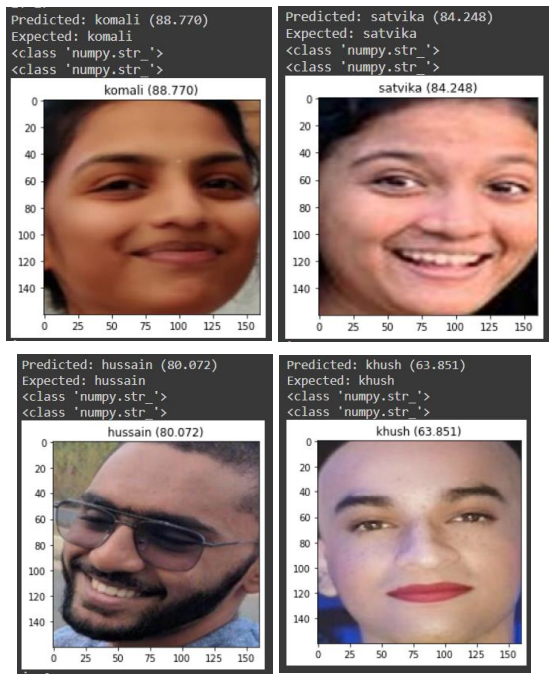 Predicted: komali (88.770)
Expected: komali
<class 'numpy.str_'>
<class 'numpy.str_'>
komali (88.770)
0
20
40
60
80
100
120
140
0 25 50 75 100 125 150
Predicted: satvika (84.248)
Expected: satvika
<class 'numpy.str_'>
<class 'numpy.str_'>
satvika (84.248)
0
20
40
60
80
100
120
140
0 25 50 75 100 125 150
Predicted: hussain (80.072)
Expected: hussain
<class 'numpy.str_'>
<class 'numpy.str_'>
hussain (80.072)
0
20
40
60
80
100
120
140
0 25 50 75 100 125 150
Predicted: khush (63.851)
Expected: khush
<class 'numpy.str_'>
<class 'numpy.str_'>
khush (63.851)
0
20
40
60
80
100
120
140
0 25 50 75 100 125 150